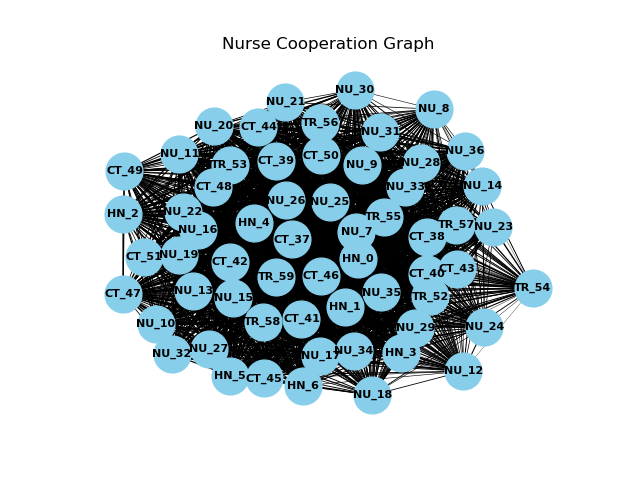 Nurse Cooperation Graph
NU_30
NU_21
NU_8
NU_20
CT_44
TR_56
NU_31
NU_11
TR_53
CT_39
CT_50
NU_9
NU_28
NU_36
CT_49
CT_48
NU_33
NU_14
HN_2
NU_22
NU_16
NU_26
NU_25
TR_55
HN_4
NU_7
CT_38
TR_57
NU_23
CT_37
CT_51
NU_19
CT_42
HN_0
CT_40
CT_43
CT_47
NU_13
NU_15
TR_59
CT_46
NU_35
TR_52
TR_54
HN_1
NU_10
TR_58
CT_41
NU_29
NU_24
NU_32
NU_27
NU_17
NU_34
HN_3
HN_5
CT_45
HN_6
NU_12
NU_18